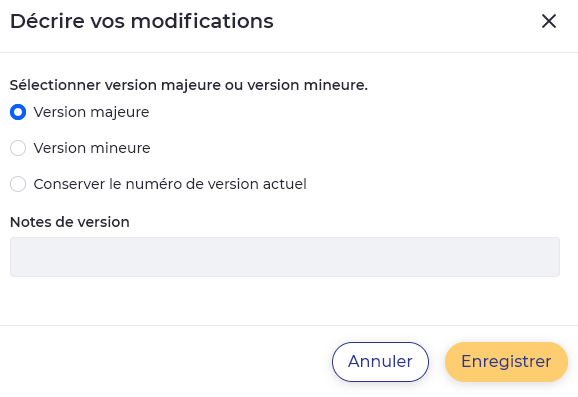 Décrire vos modifications
Sélectionner version majeure ou version mineure.
Version majeure
Version mineure
Conserver le numéro de version actuel
Notes de version
Annuler
Enregistrer